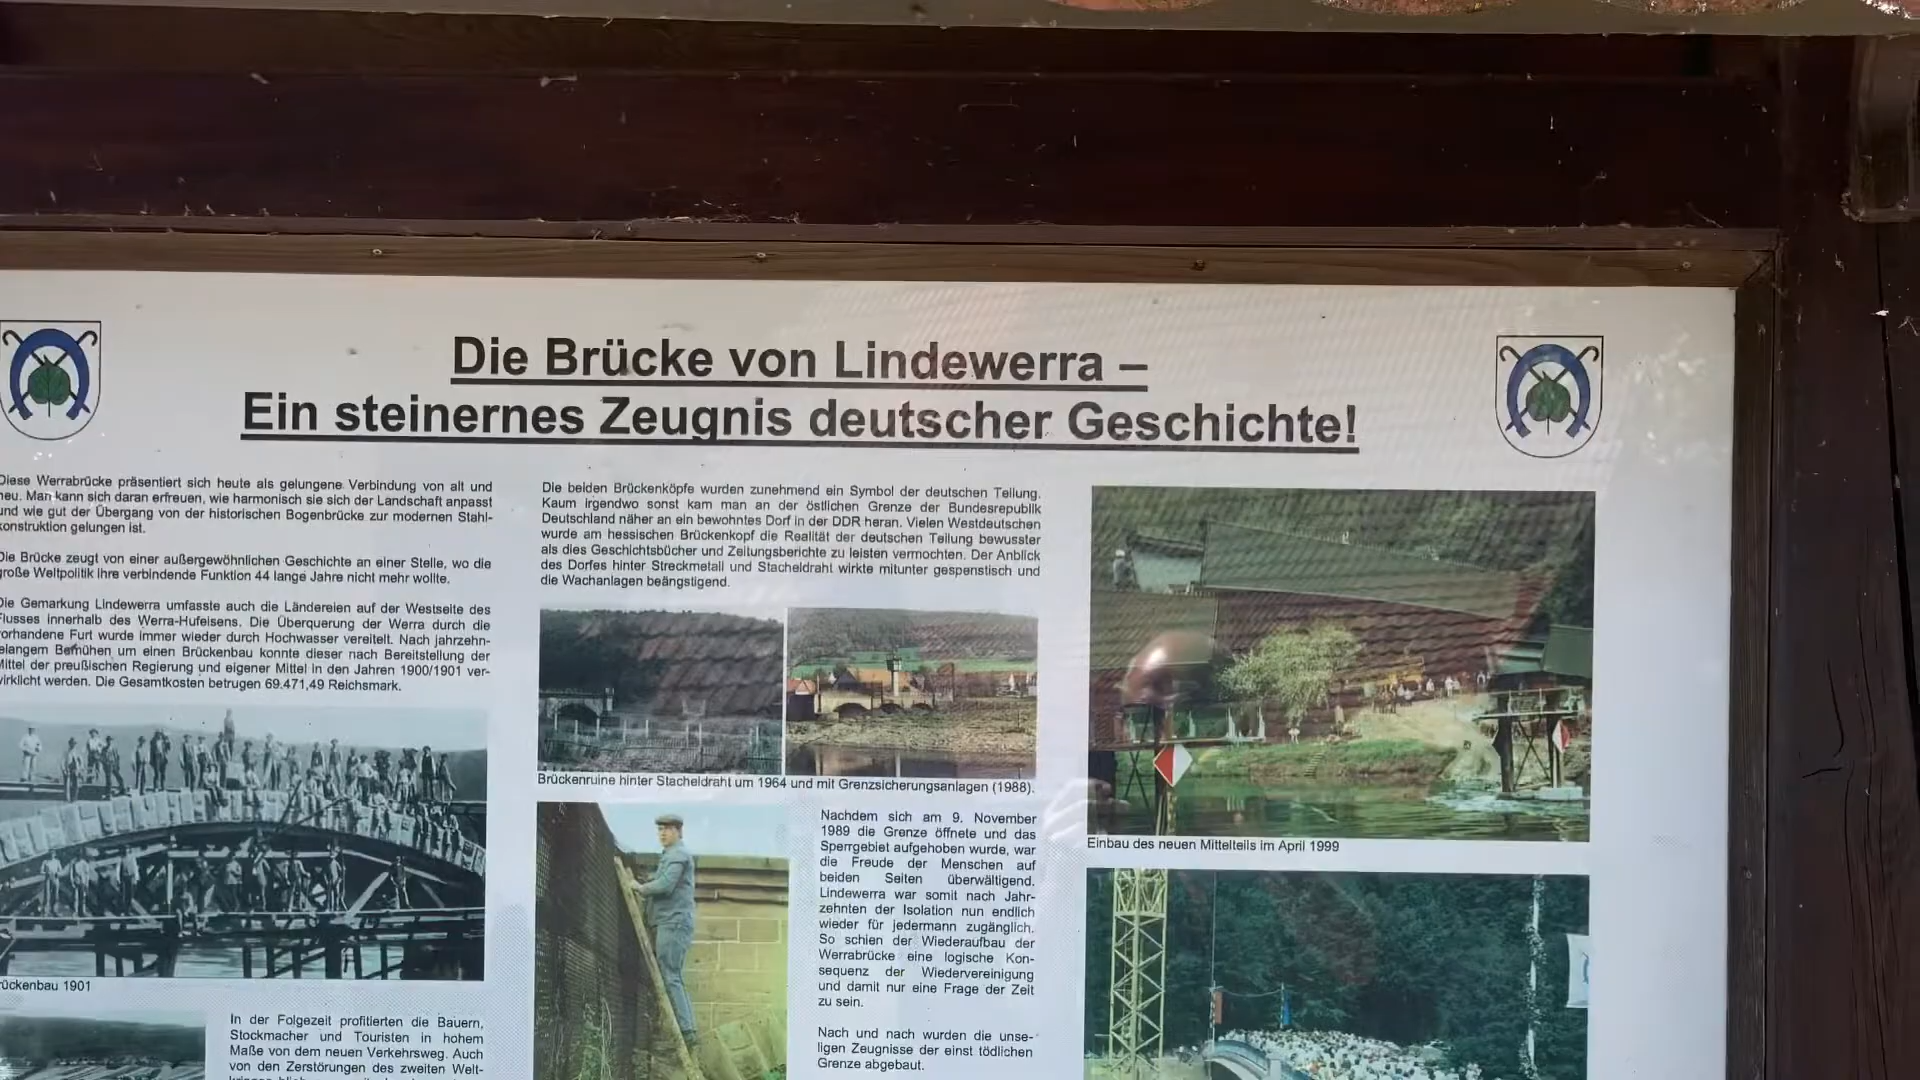 Die Brücke von Lindewerra –
Ein steinernes Zeugnis deutscher Geschichte!
Diese Werrabrücke präsentiert sich heute als gelungene Verbindung von alt und
neu. Man kann sich daran erfreuen, wie harmonisch sie sich der Landschaft anpasst
und wie gut der Übergang von der historischen Bogenbrücke zur modernen Stahl-
konstruktion gelungen ist.
Die Brücke zeugt von einer außergewöhnlichen Geschichte an einer Stelle, wo die
große Weltpolitik ihre verbindende Funktion 44 lange Jahre nicht mehr wollte.
Die Gemarkung Lindewerra umfasste auch die Ländereien auf der Westseite des
Flusses innerhalb des Werra-Hufeisens. Die Überquerung der Werra durch die
vorhandene Furt wurde immer wieder durch Hochwasser vereitelt. Nach jahrzehn-
elangem Bemühen um einen Brückenbau konnte dieser nach Bereitstellung der
Mittel der preußischen Regierung und eigener Mittel in den Jahren 1900/1901 ver-
wirklicht werden. Die Gesamtkosten betrugen 69.471,49 Reichsmark.
rückenbau 1901
In der Folgezeit profitierten die Bauern,
Stockmacher und Touristen in hohem
Maße von dem neuen Verkehrsweg. Auch
von den Zerstörungen des zweiten Welt-
Die beiden Brückenköpfe wurden zunehmend ein Symbol der deutschen Teilung.
Kaum irgendwo sonst kam man an der östlichen Grenze der Bundesrepublik
Deutschland näher an ein bewohntes Dorf in der DDR heran. Vielen Westdeutschen
wurde am hessischen Brückenkopf die Realität der deutschen Teilung bewusster
als dies Geschichtsbücher und Zeitungsberichte zu leisten vermochten. Der Anblick
des Dorfes hinter Streckmetall und Stacheldraht wirkte mitunter gespenstisch und
die Wachanlagen beängstigend.
Brückenruine hinter Stacheldraht um 1964 und mit Grenzsicherungsanlagen (1988).
Nachdem sich am 9. November
1989 die Grenze öffnete und das
Sperrgebiet aufgehoben wurde, war
die Freude der Menschen auf
beiden Seiten überwältigend.
Lindewerra war somit nach Jahr-
zehnten der Isolation nun endlich
wieder für jedermann zugänglich.
So schien der Wiederaufbau der
Werrabrücke eine logische Kon-
sequenz der Wiedervereinigung
und damit nur eine Frage der Zeit
zu sein.
Nach und nach wurden die unse-
ligen Zeugnisse der einst tödlichen
Grenze abgebaut.
Einbau des neuen Mittelteils im April 1999